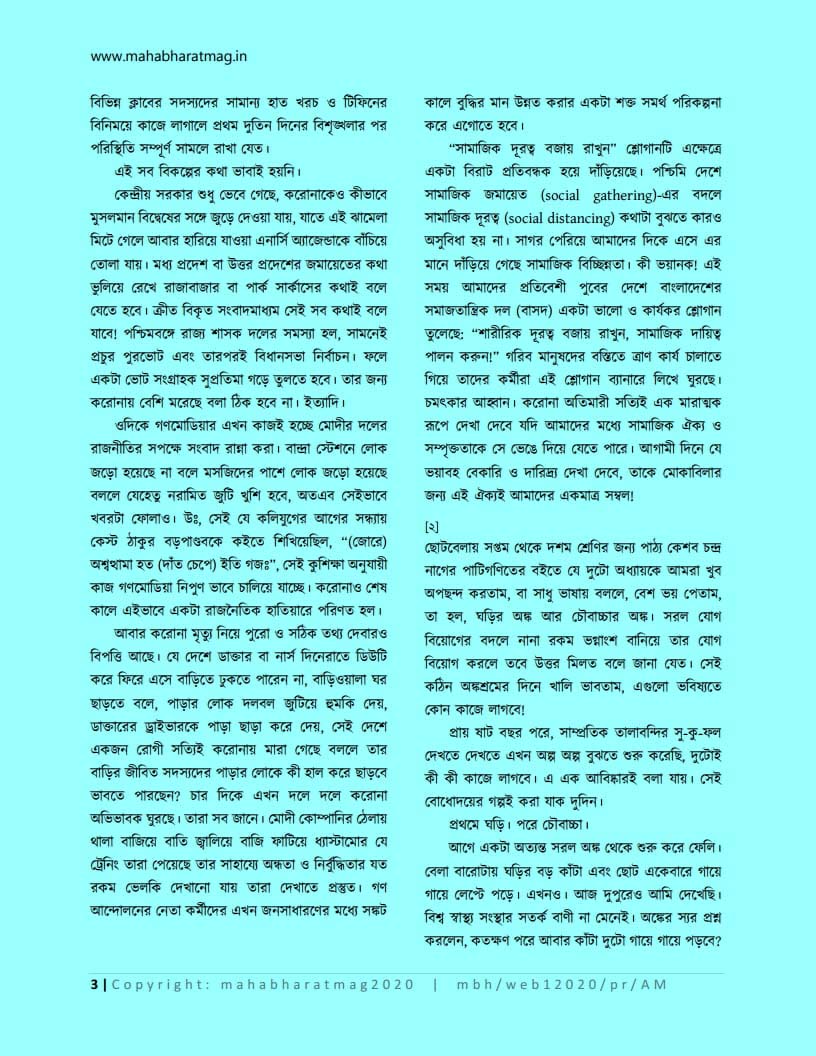 www.mahabharatmag.in
বিভিন্ন ক্লাবের সদস্যদের সামান্য হাত খরচ ও টিফিনের
বিনিময়ে কাজে লাগালে প্রথম দুতিন দিনের বিশৃঙ্খলার পর
পরিস্থিতি সম্পূর্ণ সামলে রাখা যেত।
এই সব বিকল্পের কথা ভাবাই হয়নি।
কেন্দ্রীয় সরকার শুধু ভেবে গেছে, করোনাকেও কীভাবে
মুসলমান বিদ্বেষের সঙ্গে জুড়ে দেওয়া যায়, যাতে এই ঝামেলা
মিটে গেলে আবার হারিয়ে যাওয়া এনার্সি অ্যাজেন্ডাকে বাঁচিয়ে
তোলা যায়। মধ্য প্রদেশ বা উত্তর প্রদেশের জমায়েতের কথা
ভুলিয়ে রেখে রাজাবাজার বা পার্ক সার্কাসের কথাই বলে
যেতে হবে। ক্রীত বিকৃত সংবাদমাধ্যম সেই সব কথাই বলে
যাবে! পশ্চিমবঙ্গে রাজ্য শাসক দলের সমস্যা হল, সামনেই
প্রচুর পুরভোট এবং তারপরই বিধানসভা নির্বাচন। ফলে
একটা ভোট সংগ্রাহক সুপ্রতিমা গড়ে তুলতে হবে। তার জন্য
করোনায় বেশি মরেছে বলা ঠিক হবে না। ইত্যাদি।
ওদিকে গণমোডিয়ার এখন কাজই হচ্ছে মোদীর দলের
রাজনীতির সপক্ষে সংবাদ রান্না করা। বান্দ্রা স্টেশনে লোক
জড়ো হয়েছে না বলে মসজিদের পাশে লোক জড়ো হয়েছে
বললে যেহেতু নরামিত জুটি খুশি হবে, অতএব সেইভাবে
খবরটা ফোলাও। উঃ, সেই যে কলিযুগের আগের সন্ধ্যায়
কেস্ট ঠাকুর বড়পাণ্ডবকে কইতে শিখিয়েছিল, “(জোরে)
অশ্বত্থামা হত (দাঁত চেপে) ইতি গজঃ”, সেই কুশিক্ষা অনুযায়ী
কাজ গণমোডিয়া নিপুণ ভাবে চালিয়ে যাচ্ছে। করোনাও শেষ
কালে এইভাবে একটা রাজনৈতিক হাতিয়ারে পরিণত হল।
আবার করোনা মৃত্যু নিয়ে পুরো ও সঠিক তথ্য দেবারও
বিপত্তি আছে। যে দেশে ডাক্তার বা নার্স দিনেরাতে ডিউটি
করে ফিরে এসে বাড়িতে ঢুকতে পারেন না, বাড়িওয়ালা ঘর
ছাড়তে বলে, পাড়ার লোক দলবল জুটিয়ে হুমকি দেয়,
ডাক্তারের ড্রাইভারকে পাড়া ছাড়া করে দেয়, সেই দেশে
একজন রোগী সত্যিই করোনায় মারা গেছে বললে তার
বাড়ির জীবিত সদস্যদের পাড়ার লোকে কী হাল করে ছাড়বে
ভাবতে পারছেন? চার দিকে এখন দলে দলে করোনা
অভিভাবক ঘুরছে। তারা সব জানে। মোদী কোম্পানির ঠেলায়
থালা বাজিয়ে বাতি জ্বালিয়ে বাজি ফাটিয়ে ধ্যাস্টামোর যে
ট্রেনিং তারা পেয়েছে তার সাহায্যে অন্ধতা ও নির্বুদ্ধিতার যত
রকম ভেলকি দেখানো যায় তারা দেখাতে প্রস্তুত। গণ
আন্দোলনের নেতা কর্মীদের এখন জনসাধারণের মধ্যে সঙ্কট
কালে বুদ্ধির মান উন্নত করার একটা শক্ত সমর্থ পরিকল্পনা
করে এগোতে হবে।
“সামাজিক দূরত্ব বজায় রাখুন” শ্লোগানটি এক্ষেত্রে
একটা বিরাট প্রতিবন্ধক হয়ে দাঁড়িয়েছে। পশ্চিমি দেশে
সামাজিক জমায়েত (social gathering)-এর বদলে
সামাজিক দূরত্ব (social distancing) কথাটা বুঝতে কারও
অসুবিধা হয় না। সাগর পেরিয়ে আমাদের দিকে এসে এর
মানে দাঁড়িয়ে গেছে সামাজিক বিচ্ছিন্নতা। কী ভয়ানক! এই
সময় আমাদের প্রতিবেশী পুবের দেশে বাংলাদেশের
সমাজতান্ত্রিক দল (বাসদ) একটা ভালো ও কার্যকর শ্লোগান
তুলেছে: “শারীরিক দূরত্ব বজায় রাখুন, সামাজিক দায়িত্ব
পালন করুন!” গরিব মানুষদের বস্তিতে ত্রাণ কার্য চালাতে
গিয়ে তাদের কর্মীরা এই শ্লোগান ব্যানারে লিখে ঘুরছে।
চমৎকার আহ্বান। করোনা অতিমারী সত্যিই এক মারাত্মক
রূপে দেখা দেবে যদি আমাদের মধ্যে সামাজিক ঐক্য ও
সম্পৃক্ততাকে সে ভেঙে দিয়ে যেতে পারে। আগামী দিনে যে
ভয়াবহ বেকারি ও দারিদ্র্য দেখা দেবে, তাকে মোকাবিলার
জন্য এই ঐক্যই আমাদের একমাত্র সম্বল!
[২]
ছোটবেলায় সপ্তম থেকে দশম শ্রেণির জন্য পাঠ্য কেশব চন্দ্র
নাগের পাটিগণিতের বইতে যে দুটো অধ্যায়কে আমরা খুব
অপছন্দ করতাম, বা সাধু ভাষায় বললে, বেশ ভয় পেতাম,
তা হল, ঘড়ির অঙ্ক আর চৌবাচ্চার অঙ্ক। সরল যোগ
বিয়োগের বদলে নানা রকম ভগ্নাংশ বানিয়ে তার যোগ
বিয়োগ করলে তবে উত্তর মিলত বলে জানা যেত। সেই
কঠিন অঙ্কশ্রমের দিনে খালি ভাবতাম, এগুলো ভবিষ্যতে
কোন কাজে লাগবে!
প্রায় ষাট বছর পরে, সাম্প্রতিক তালাবন্দির সু-কু-ফল
দেখতে দেখতে এখন অল্প অল্প বুঝতে শুরু করেছি, দুটোই
কী কী কাজে লাগবে। এ এক আবিষ্কারই বলা যায়। সেই
বোধোদয়ের গল্পই করা যাক দুদিন।
প্রথমে ঘড়ি। পরে চৌবাচ্চা।
আগে একটা অত্যন্ত সরল অঙ্ক থেকে শুরু করে ফেলি।
বেলা বারোটায় ঘড়ির বড় কাঁটা এবং ছোট একেবারে গায়ে
গায়ে লেপ্টে পড়ে। এখনও। আজ দুপুরেও আমি দেখেছি।
বিশ্ব স্বাস্থ্য সংস্থার সতর্ক বাণী না মেনেই। অঙ্কের স্যর প্রশ্ন
করলেন, কতক্ষণ পরে আবার কাঁটা দুটো গায়ে গায়ে পড়বে?
3 | Copyright: mahabharatmag2020 | mbh/web12020/pr/AM